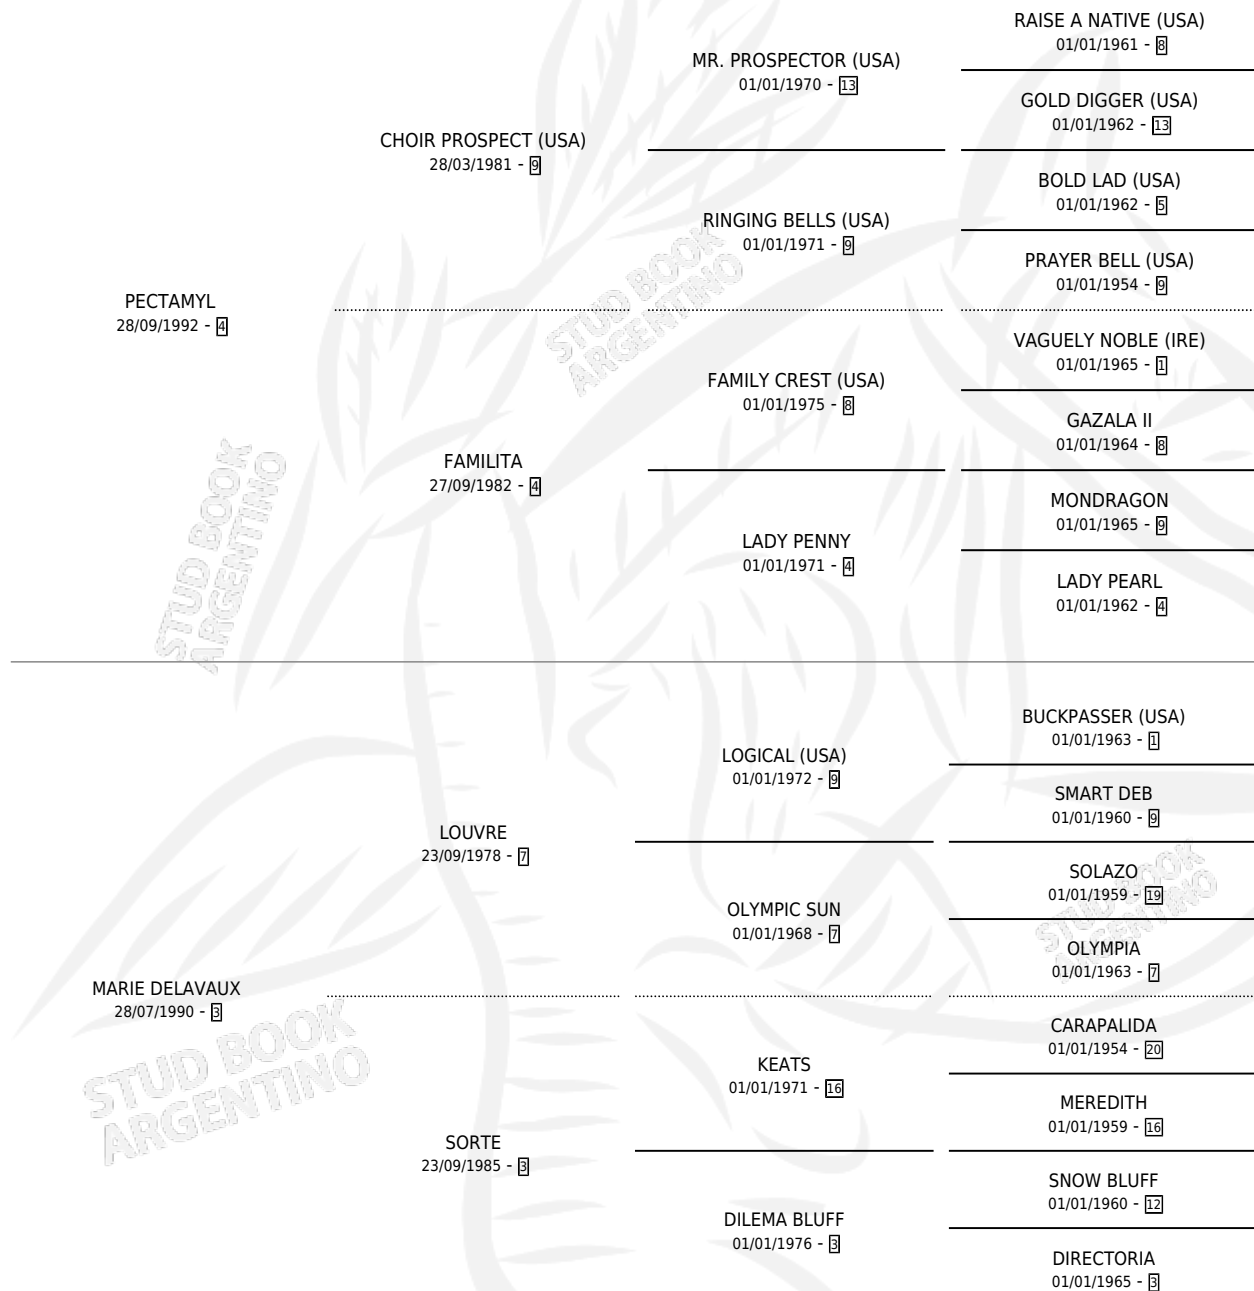 RAISE A NATIVE (USA)
01/01/1961 - 8
MR. PROSPECTOR (USA)
01/01/1970 - 13
GOLD DIGGER (USA)
01/01/1962 - 13
CHOIR PROSPECT (USA)
28/03/1981 - 9
BOLD LAD (USA)
01/01/1962 - 5
RINGING BELLS (USA)
01/01/1971 - 9
PRAYER BELL (USA)
01/01/1954 - 9
PECTAMYL
28/09/1992 - 4
VAGUELY NOBLE (IRE)
01/01/1965 - 1
FAMILY CREST (USA)
01/01/1975 - 8
GAZALA II
01/01/1964 - 8
FAMILITA
27/09/1982 - 4
MONDRAGON
01/01/1965 - 9
LADY PENNY
01/01/1971 - 4
LADY PEARL
01/01/1962 - 4
BUCKPASSER (USA)
01/01/1963 - 1
LOGICAL (USA)
01/01/1972 - 9
SMART DEB
01/01/1960 - 9
LOUVRE
23/09/1978 - 7
SOLAZO
01/01/1959 - 19
OLYMPIC SUN
01/01/1968 - 7
OLYMPIA
01/01/1963 - 7
MARIE DELAVAUX
28/07/1990 - 3
CARAPALIDA
01/01/1954 - 20
KEATS
01/01/1971 - 16
MEREDITH
01/01/1959 - 16
SORTE
23/09/1985 - 3
SNOW BLUFF
01/01/1960 - 12
DILEMA BLUFF
01/01/1976 - 3
DIRECTORIA
01/01/1965 - 3
STUD BOOK
ARGENTINO
STUD BOOK
ARGENTINO
STUD BOOK
ARGENTINO
STUD BOOK
ARGENTINO